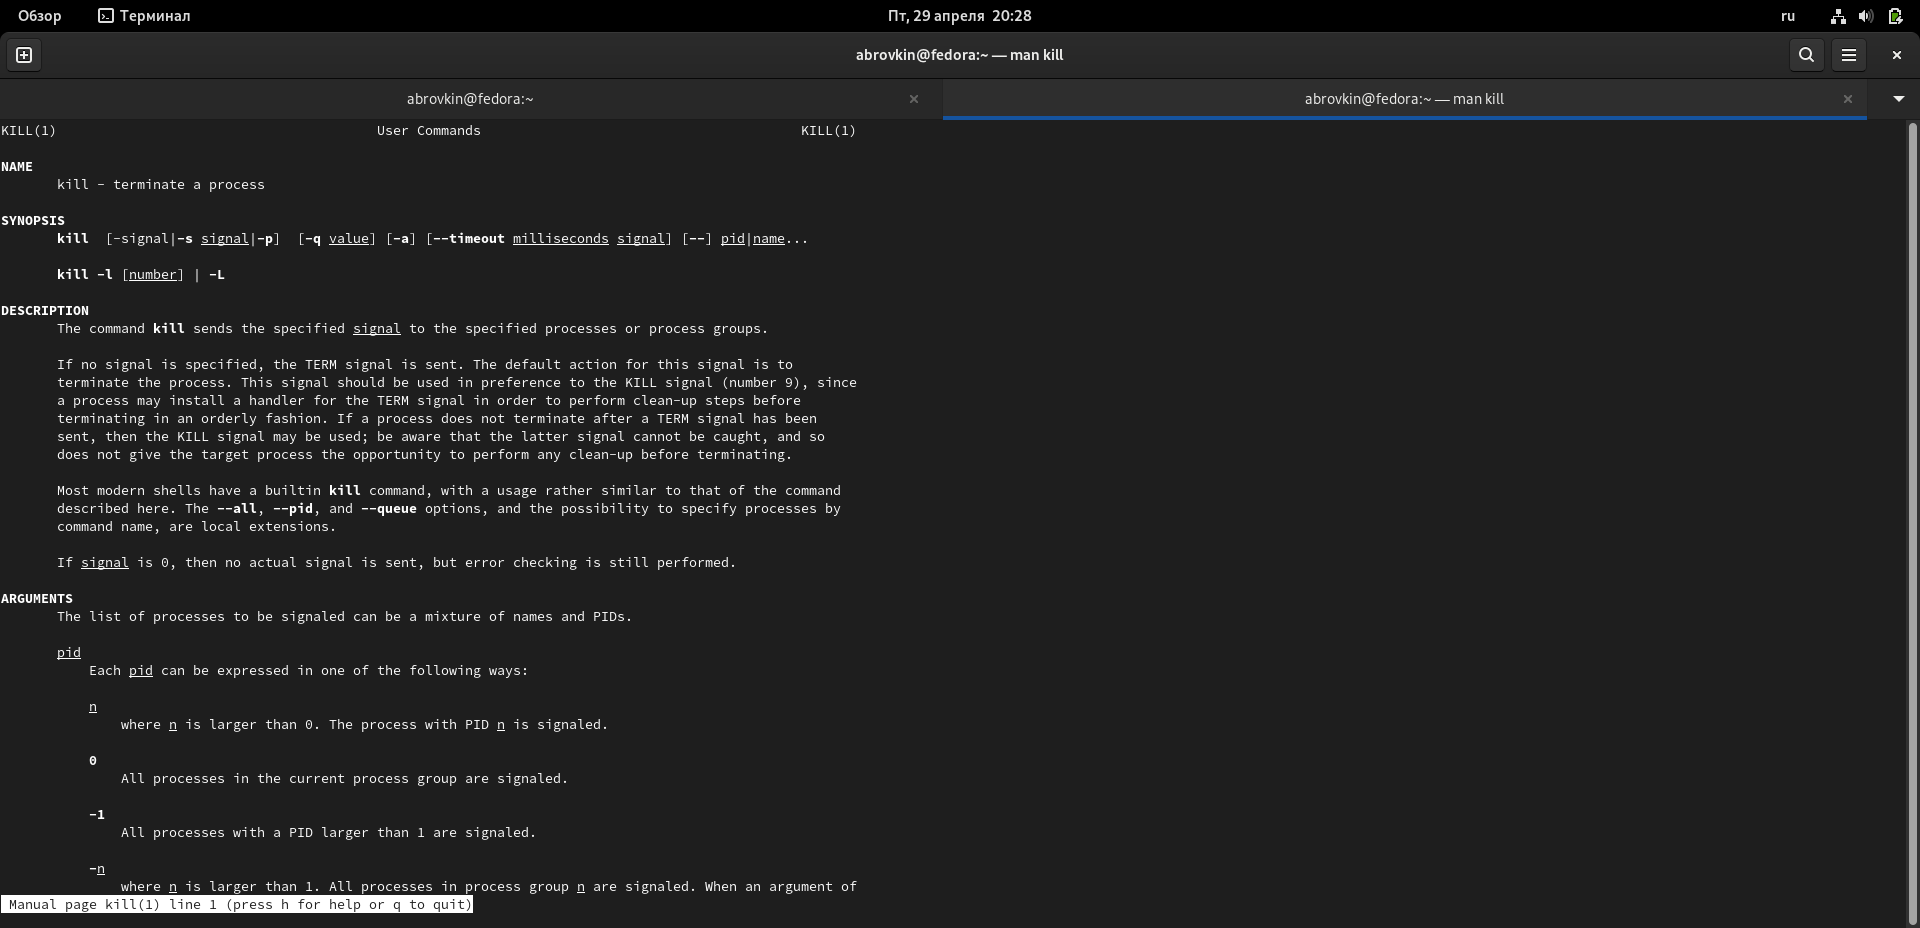 Обзор Терминал Пт, 29 апреля 20:28 ru
abrovkin@fedora:~ — man kill
abrovkin@fedora:~ abrovkin@fedora:~ — man kill
KILL(1) User Commands KILL(1)
NAME
kill - terminate a process
SYNOPSIS
kill [-signal|-s signal|-p] [-q value] [-a] [--timeout milliseconds signal] [--] pid|name...
kill -l [number] | -L
DESCRIPTION
The command kill sends the specified signal to the specified processes or process groups.
If no signal is specified, the TERM signal is sent. The default action for this signal is to
terminate the process. This signal should be used in preference to the KILL signal (number 9), since
a process may install a handler for the TERM signal in order to perform clean-up steps before
terminating in an orderly fashion. If a process does not terminate after a TERM signal has been
sent, then the KILL signal may be used; be aware that the latter signal cannot be caught, and so
does not give the target process the opportunity to perform any clean-up before terminating.
Most modern shells have a builtin kill command, with a usage rather similar to that of the command
described here. The --all, --pid, and --queue options, and the possibility to specify processes by
command name, are local extensions.
If signal is 0, then no actual signal is sent, but error checking is still performed.
ARGUMENTS
The list of processes to be signaled can be a mixture of names and PIDs.
pid
Each pid can be expressed in one of the following ways:
n
where n is larger than 0. The process with PID n is signaled.
0
All processes in the current process group are signaled.
-1
All processes with a PID larger than 1 are signaled.
-n
where n is larger than 1. All processes in process group n are signaled. When an argument of
Manual page kill(1) line 1 (press h for help or q to quit)